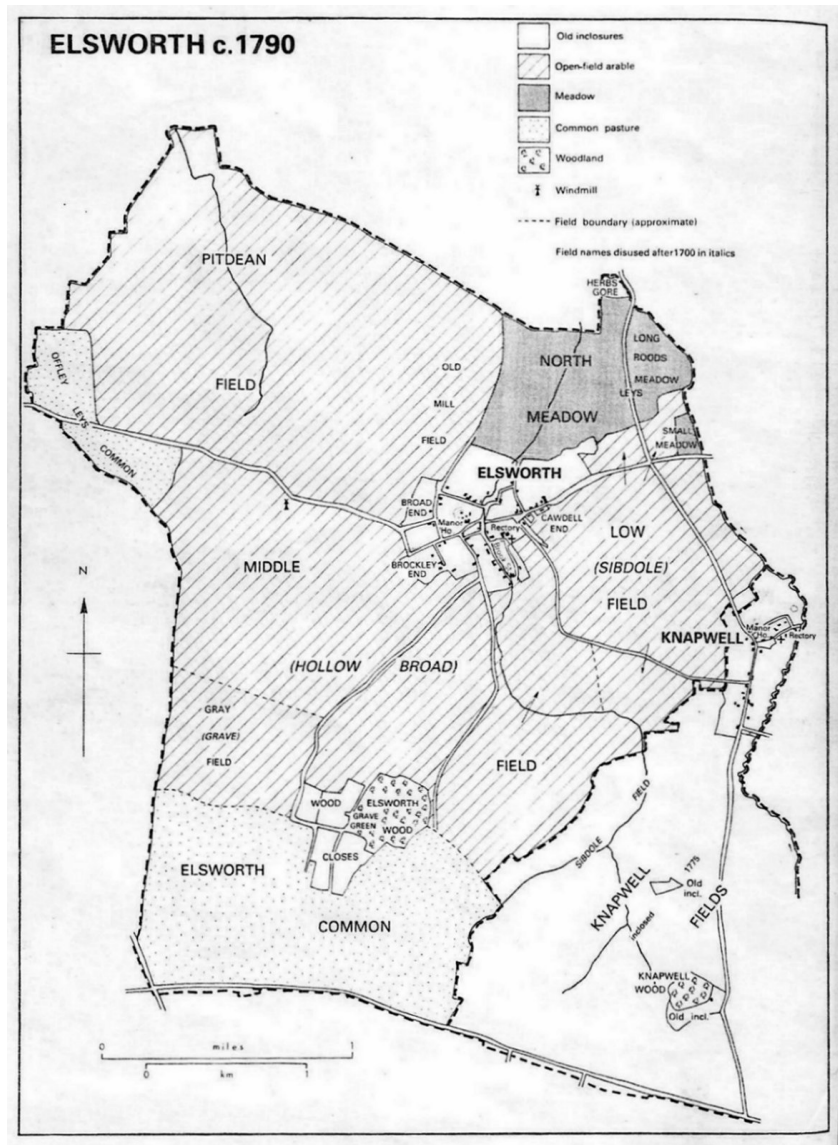 ELSWORTH c.1790
Old inclosures
Open-field arable
Meadow
Common pasture
Woodland
Windmill
Field boundary (approximate)
Field names disused after 1700 in italics
PITDEAN
FIELD
HERBS
GORE
LONG
ROODS
MEADOW
LEYS
NORTH
MEADOW
SMALL
MEADOW
OFFLEY
LEYS
COMMON
OLD
MILL
FIELD
ELSWORTH
BROAD
END
Manor
Ho
Rectory
CAWDELL
END
BROCKLEY
END
LOW
(SIBDOLE)
FIELD
MIDDLE
N
(HOLLOW BROAD)
KNAPWELL
Manor
Ho
Rectory
GRAY
(GRAVE)
FIELD
FIELD
WOOD
GRAVE
GREEN
CLOSES
ELSWORTH
WOOD
ELSWORTH
COMMON
SIBDOLE FIELD
KNAPWELL FIELDS
inclosed 1775
Old
incl.
KNAPWELL
WOOD
Old incl.
0 miles 1
0 km 1